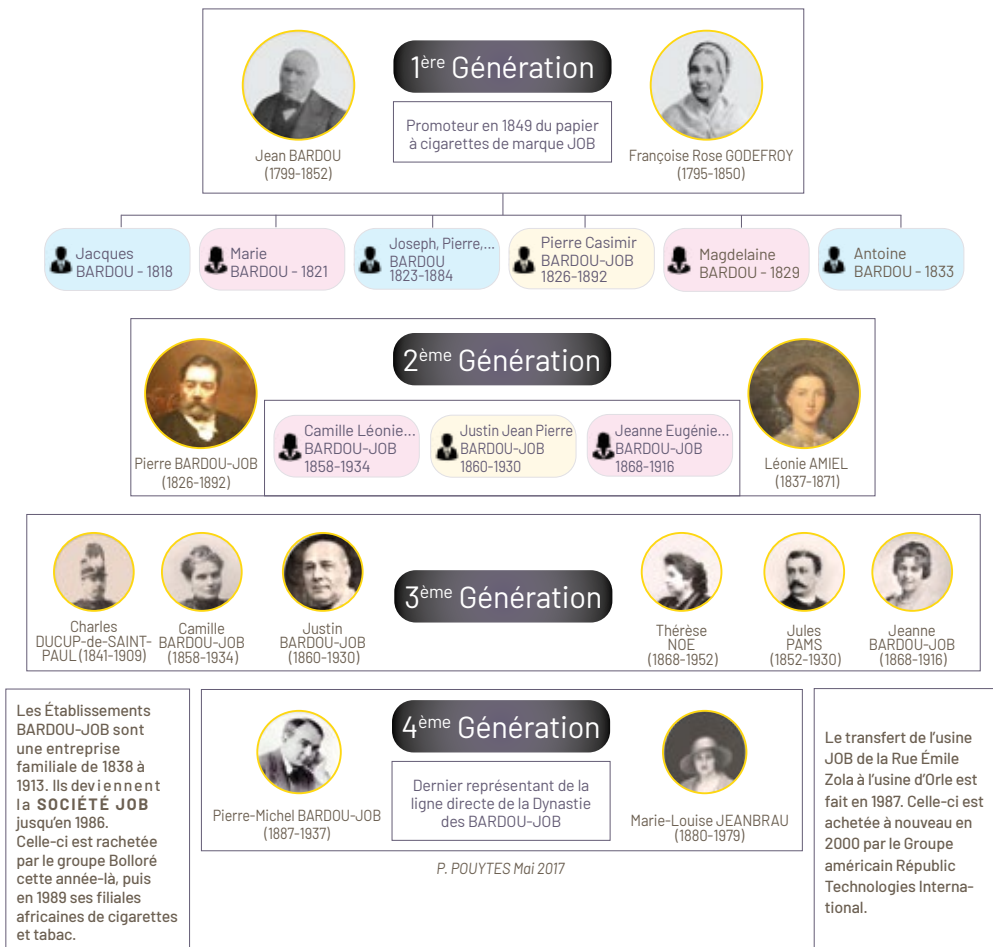 1ère Génération
Promoteur en 1849 du papier
à cigarettes de marque JOB
Jean BARDOU
(1799-1852)
Françoise Rose GODEFROY
(1795-1850)
Jacques
BARDOU - 1818
Marie
BARDOU - 1821
Joseph, Pierre,...
BARDOU
1823-1884
Pierre Casimir
BARDOU-JOB
1826-1892
Magdelaine
BARDOU - 1829
Antoine
BARDOU - 1833
2ème Génération
Camille Léonie...
BARDOU-JOB
1858-1934
Justin Jean Pierre
BARDOU-JOB
1860-1930
Jeanne Eugénie...
BARDOU-JOB
1868-1916
Pierre BARDOU-JOB
(1826-1892)
Léonie AMIEL
(1837-1871)
3ème Génération
Charles
DUCUP-de-SAINT-
PAUL (1841-1909)
Camille
BARDOU-JOB
(1858-1934)
Justin
BARDOU-JOB
(1860-1930)
Thérèse
NOE
(1868-1952)
Jules
PAMS
(1852-1930)
Jeanne
BARDOU-JOB
(1868-1916)
Les Établissements
BARDOU-JOB sont
une entreprise
familiale de 1838 à
1913. Ils deviennent
la SOCIÉTÉ JOB
jusqu'en 1986.
Celle-ci est rachetée
par le groupe Bolloré
cette année-là, puis
en 1989 ses filiales
africaines de cigarettes
et tabac.
4ème Génération
Dernier représentant de la
ligne directe de la Dynastie
des BARDOU-JOB
Pierre-Michel BARDOU-JOB
(1887-1937)
Marie-Louise JEANBRAU
(1880-1979)
P. POUYTES Mai 2017
Le transfert de l'usine
JOB de la Rue Émile
Zola à l'usine d'Orle est
fait en 1987. Celle-ci est
achetée à nouveau en
2000 par le Groupe
américain Républic
Technologies Interna-
tional.